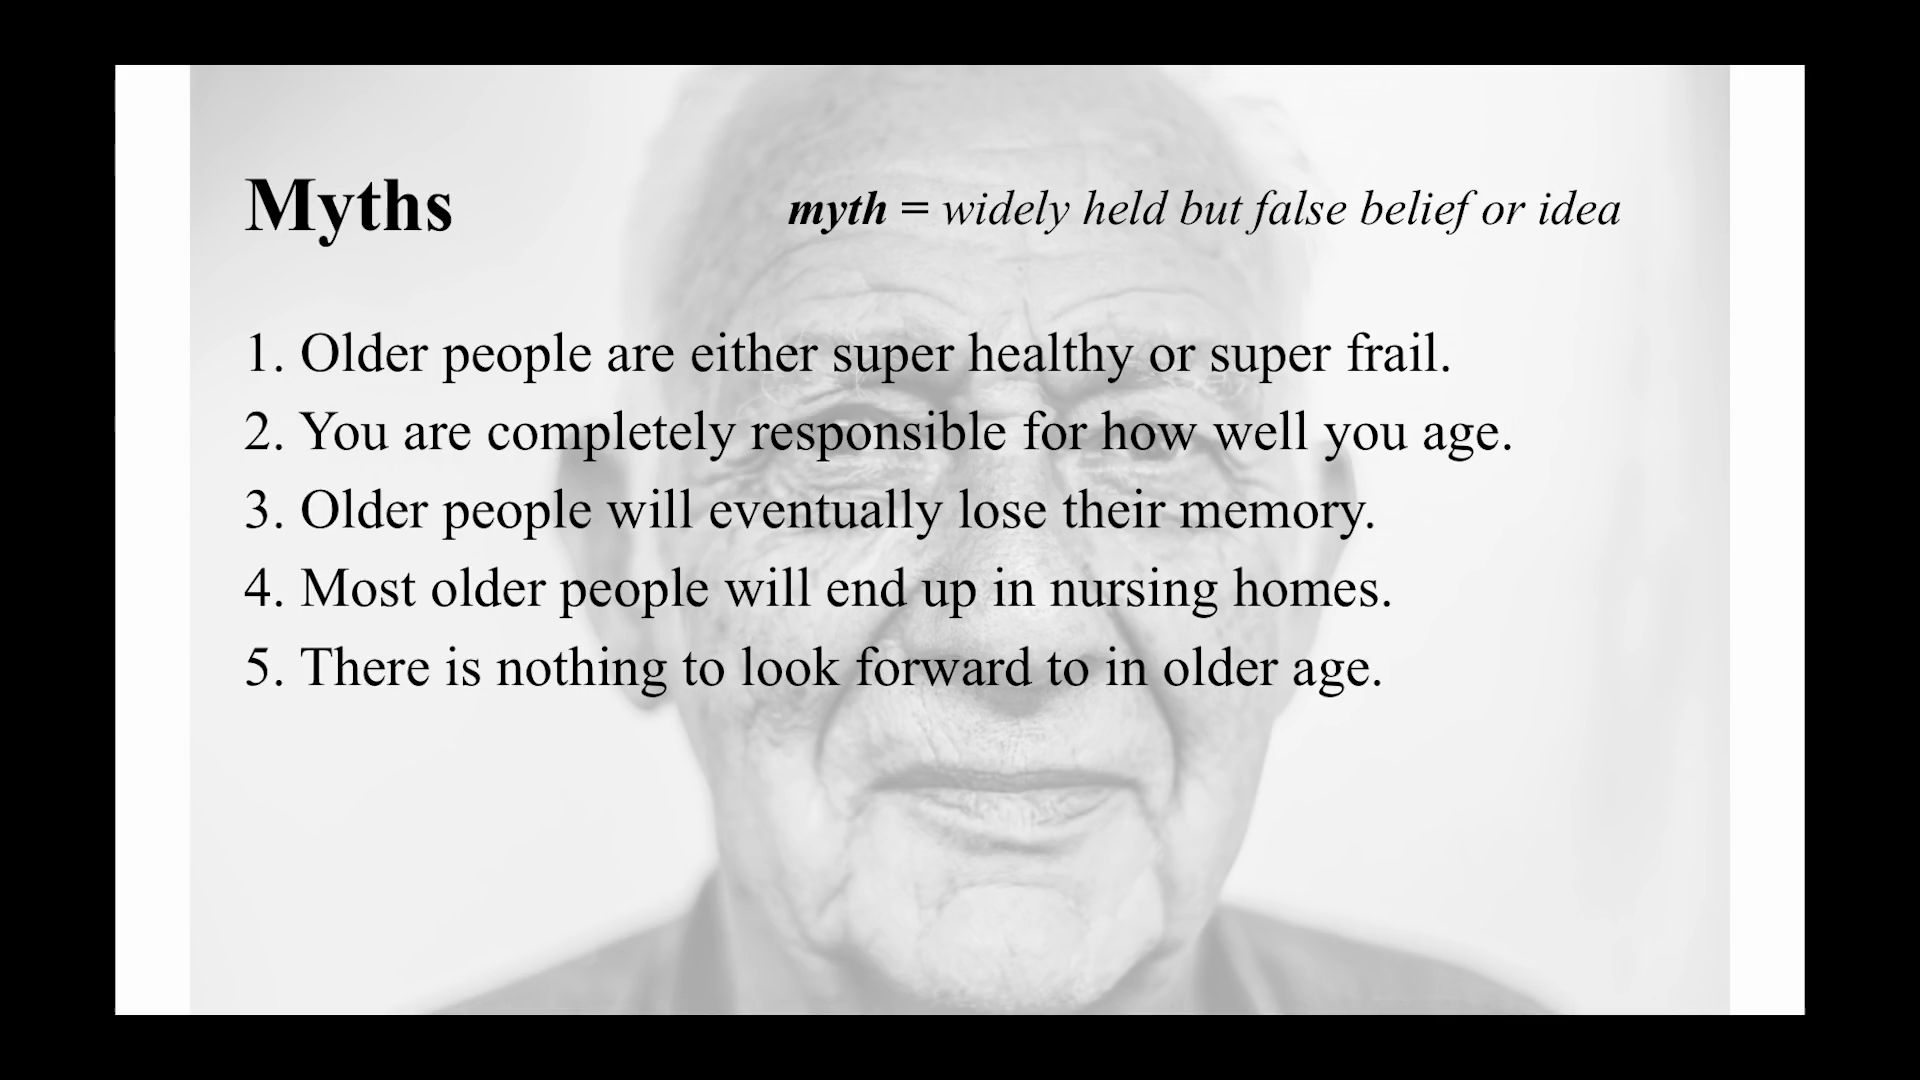 Myths
myth = widely held but false belief or idea
1. Older people are either super healthy or super frail.
2. You are completely responsible for how well you age.
3. Older people will eventually lose their memory.
4. Most older people will end up in nursing homes.
5. There is nothing to look forward to in older age.